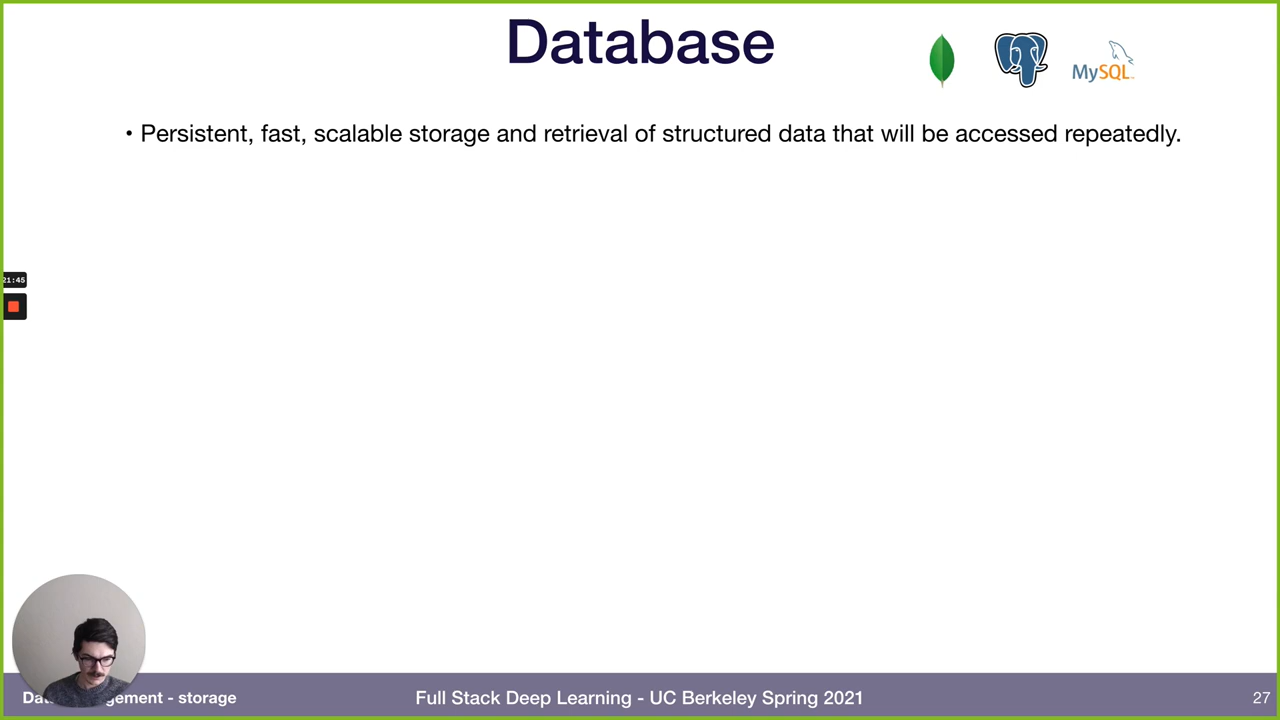 Database
MySQL
• Persistent, fast, scalable storage and retrieval of structured data that will be accessed repeatedly.
21:45
Full Stack Deep Learning - UC Berkeley Spring 2021
- storage
27